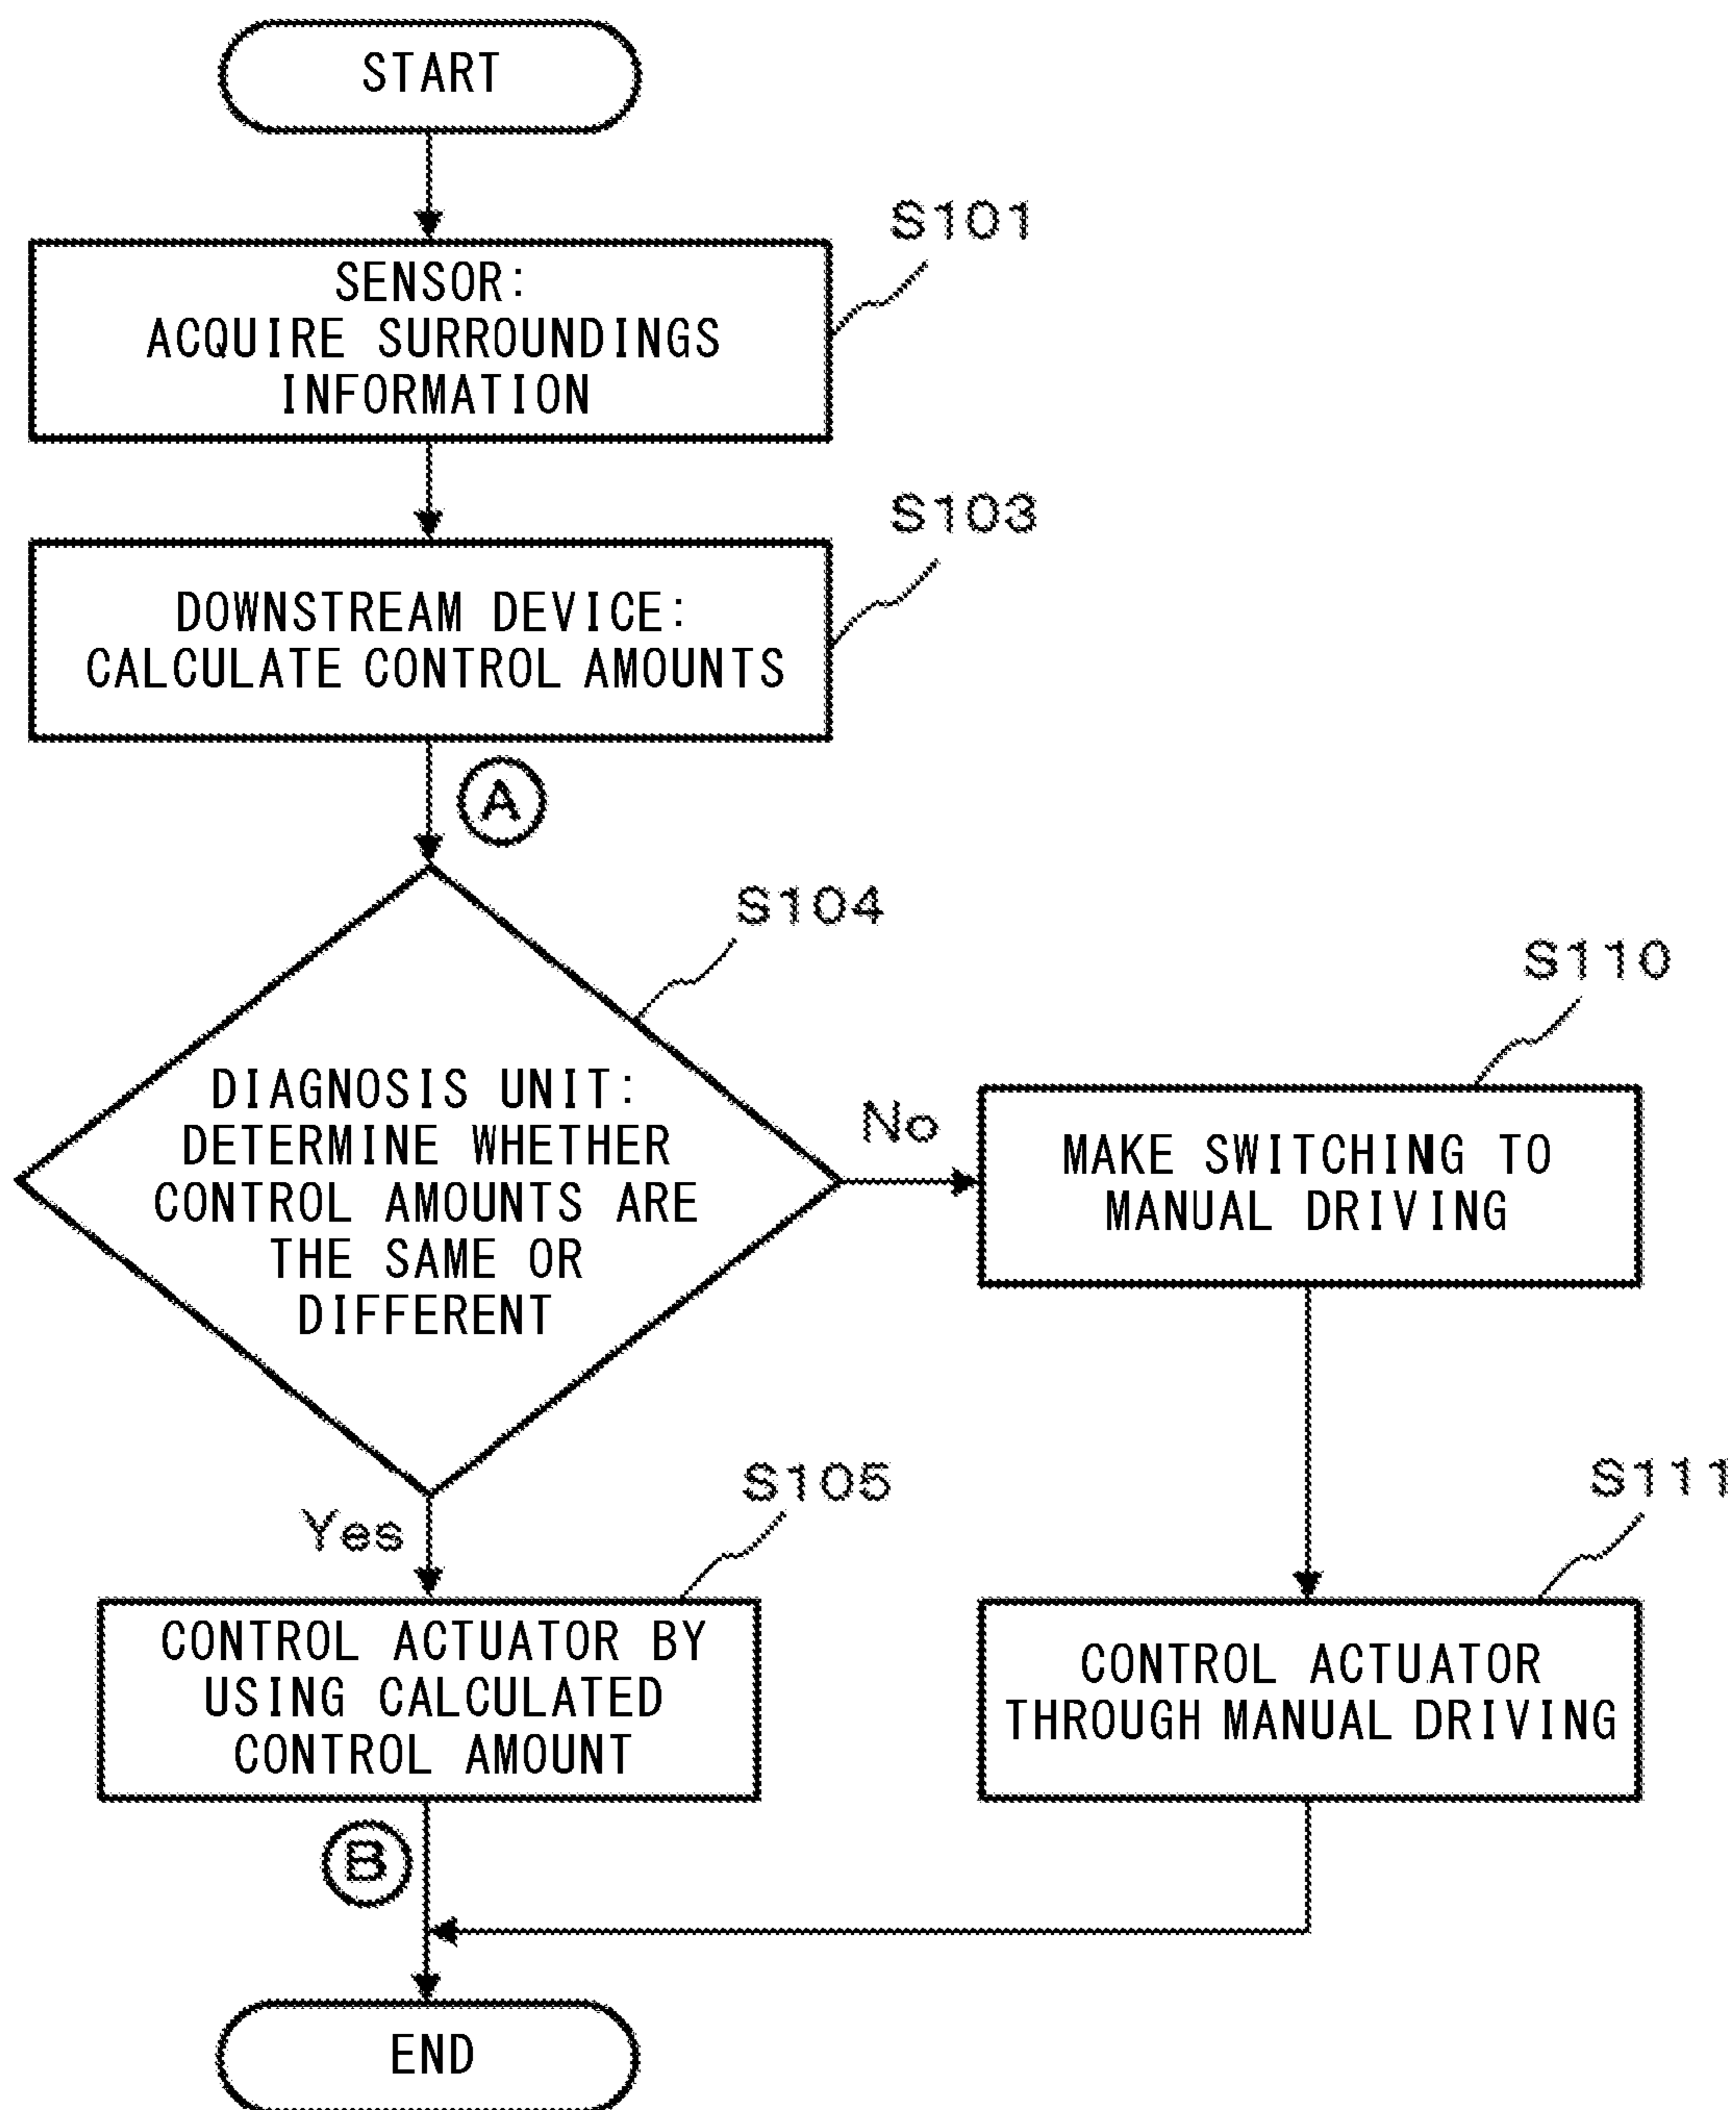 START
S101
SENSOR:
ACQUIRE SURROUNDINGS
INFORMATION
S103
DOWNSTREAM DEVICE:
CALCULATE CONTROL AMOUNTS
A
S104
DIAGNOSIS UNIT:
DETERMINE WHETHER
CONTROL AMOUNTS ARE
THE SAME OR
DIFFERENT
No
S110
MAKE SWITCHING TO
MANUAL DRIVING
Yes
S105
CONTROL ACTUATOR BY
USING CALCULATED
CONTROL AMOUNT
S111
CONTROL ACTUATOR
THROUGH MANUAL DRIVING
B
END